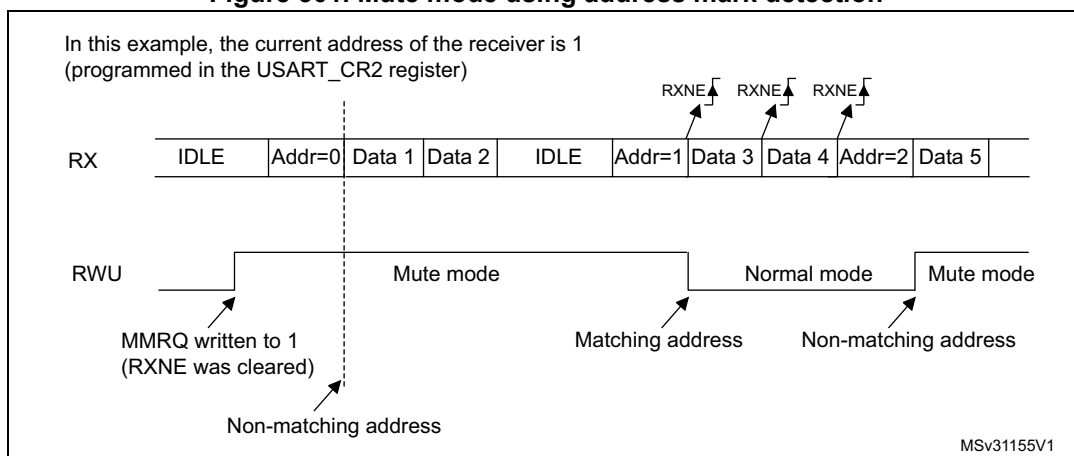 Figure Mute mode using address mark detection
In this example, the current address of the receiver is 1
(programmed in the USART_CR2 register)
RXNE RXNE RXNE
RX IDLE Addr=0 Data 1 Data 2 IDLE Addr=1 Data 3 Data 4 Addr=2 Data 5
RWU Mute mode Normal mode Mute mode
MMRQ written to 1 Matching address Non-matching address
(RXNE was cleared)
Non-matching address
MSv31155V1